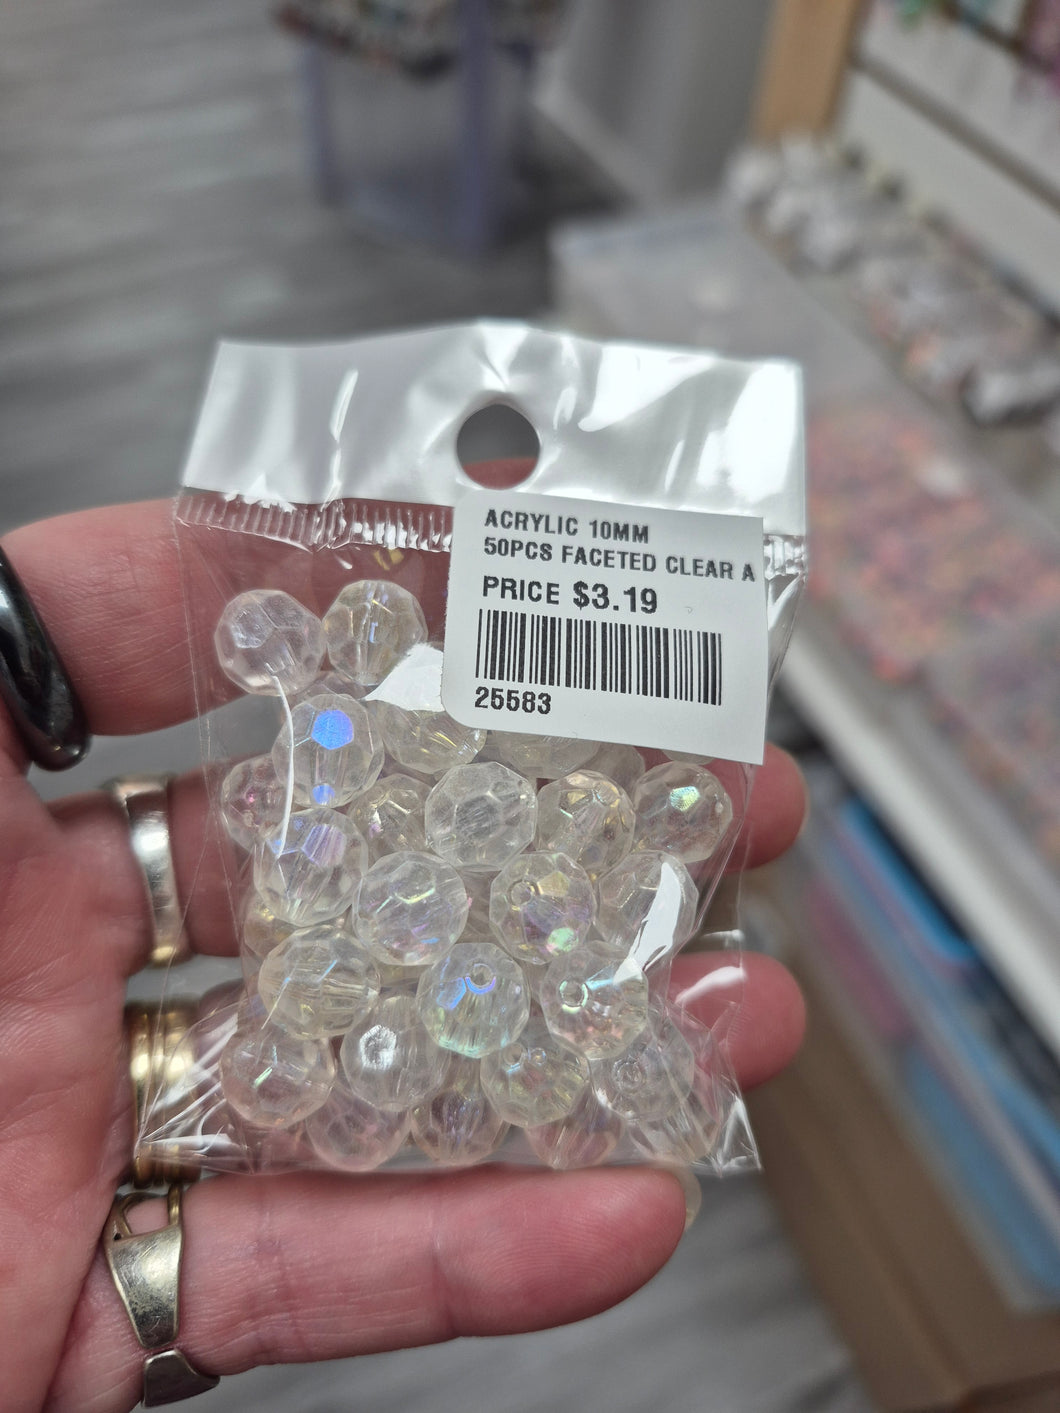 ACRYLIC 10MM
50PCS FACETED CLEAR A
PRICE $3.19
25583